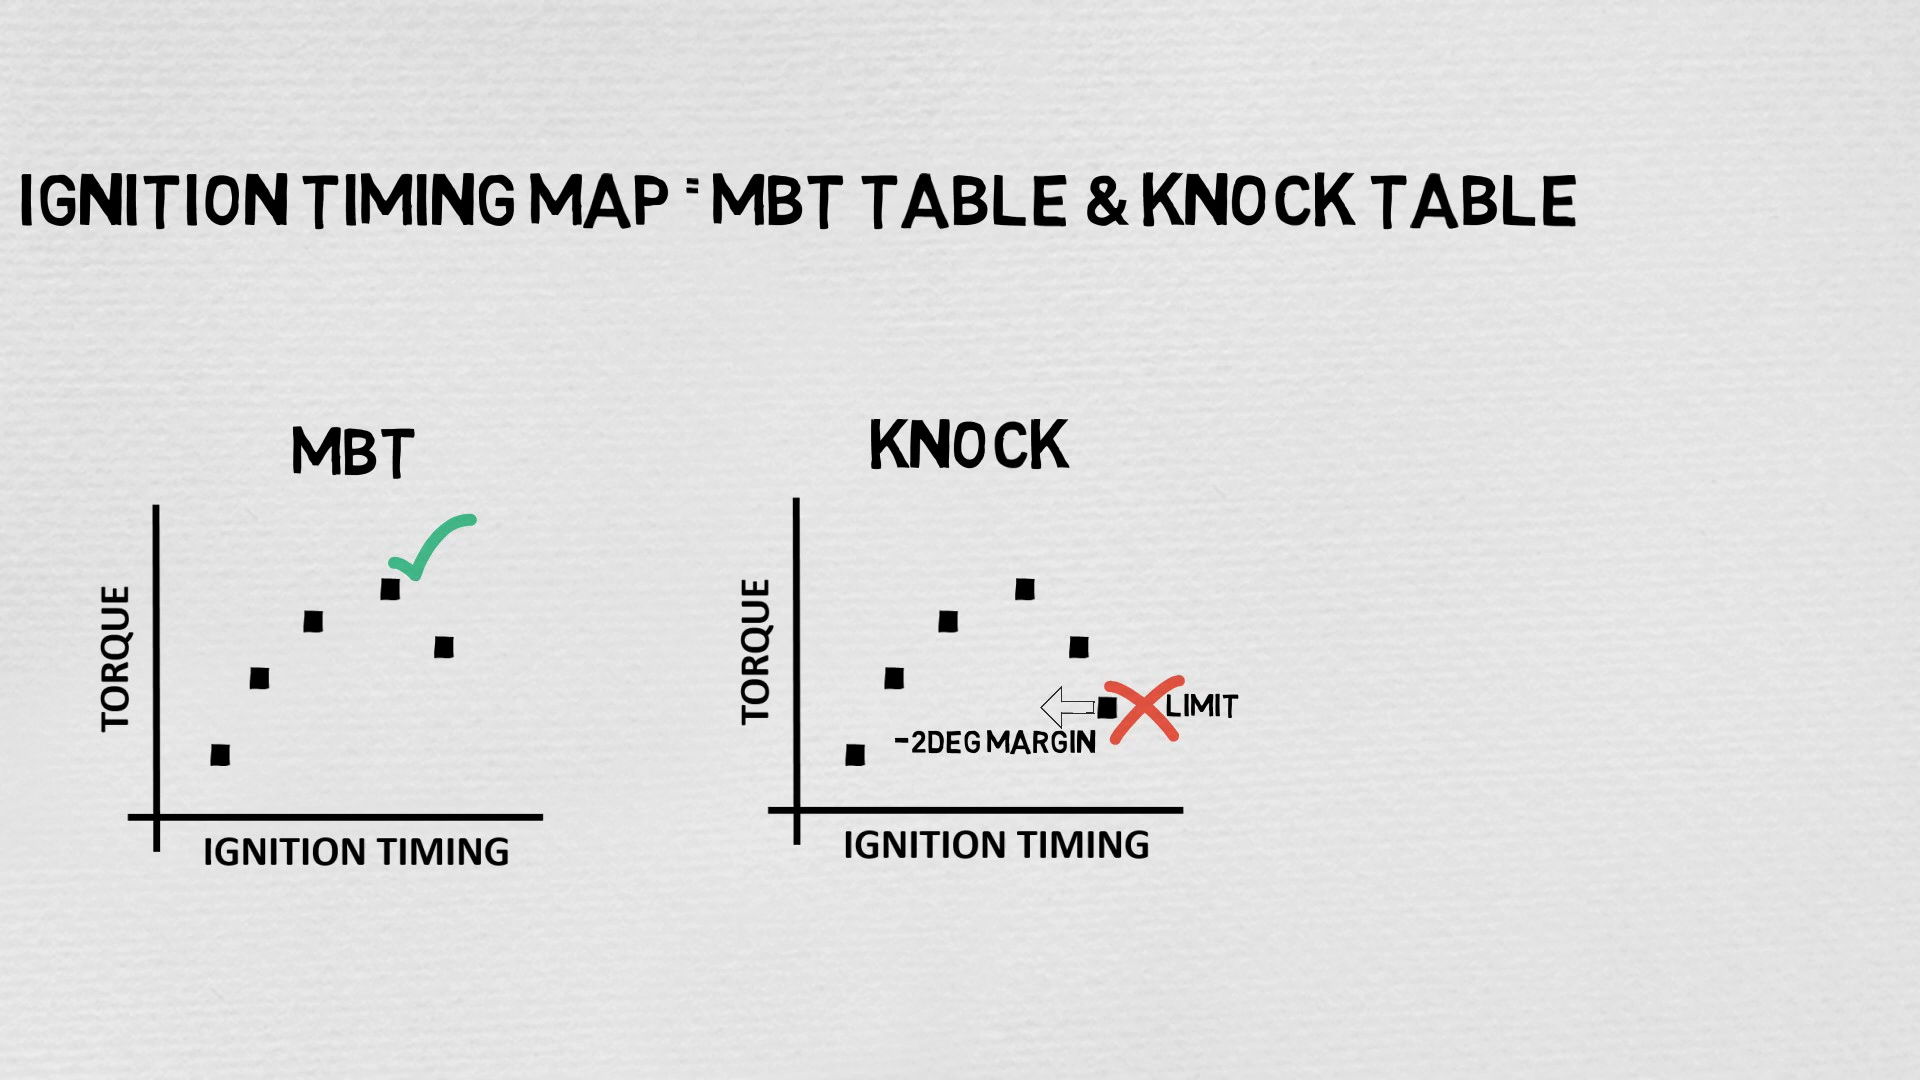 IGNITION TIMING MAP = MBT TABLE & KNOCK TABLE
MBT
TORQUE
IGNITION TIMING
KNOCK
TORQUE
LIMIT
-2DEG MARGIN
IGNITION TIMING